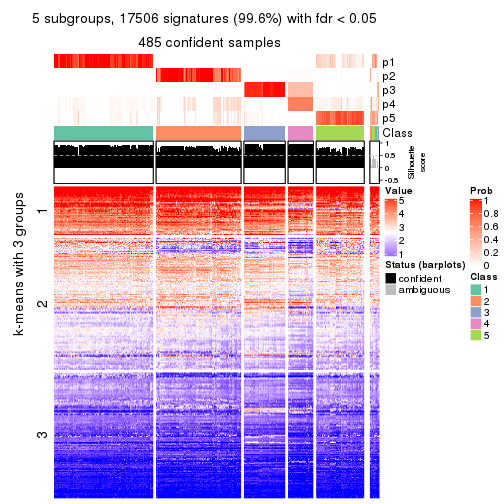 5 subgroups, 17506 signatures (99.6%) with fdr < 0.05
485 confident samples
p1
p2
p3
p4
p5
Class
1
0.5
0
-0.5
Silhouette
score
k-means with 3 groups
1
2
3
Value
5
4
3
2
1
Status (barplots)
confident
ambiguous
Prob
1
0.8
0.6
0.4
0.2
0
Class
1
2
3
4
5